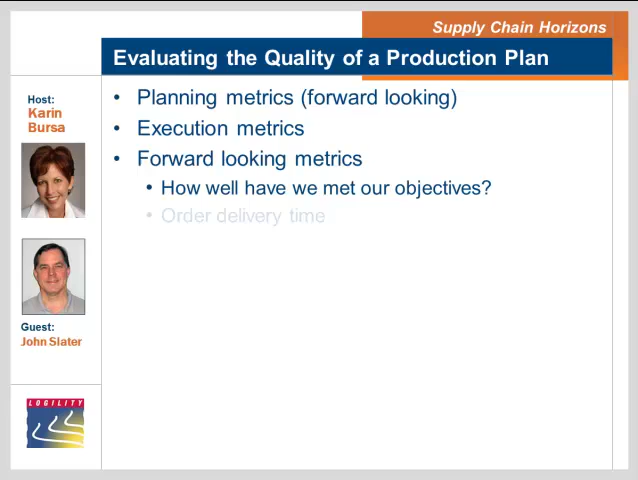 Supply Chain Horizons
Evaluating the Quality of a Production Plan
Host:
Karin
Bursa
Guest:
John Slater
LOGILITY
• Planning metrics (forward looking)
• Execution metrics
• Forward looking metrics
• How well have we met our objectives?
• Order delivery time